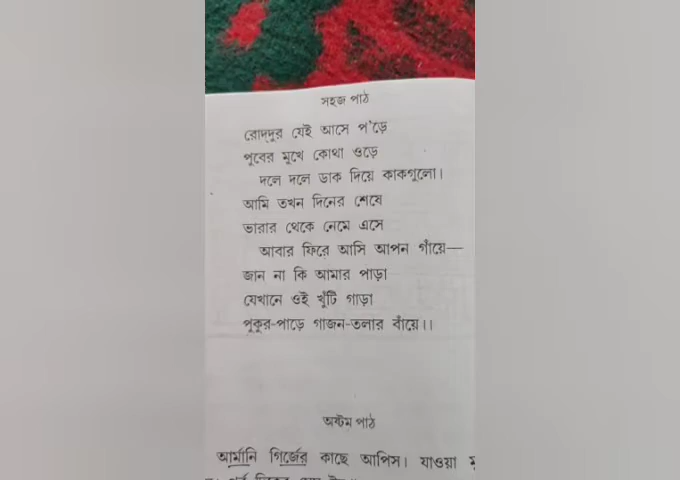 সহজ পাঠ
রোদ্‌দুর যেই আসে প'ড়ে
পুবের মুখে কোথা ওড়ে
দলে দলে ডাক দিয়ে কাকগুলো।
আমি তখন দিনের শেষে
ভারার থেকে নেমে এসে
আবার ফিরে আসি আপন গাঁয়ে—
জান না কি আমার পাড়া
যেখানে ওই খুঁটি গাড়া
পুকুর-পাড়ে গাজন-তলার বাঁয়ে।।
অষ্টম পাঠ
আর্মানি গির্জের কাছে আপিস। যাওয়া